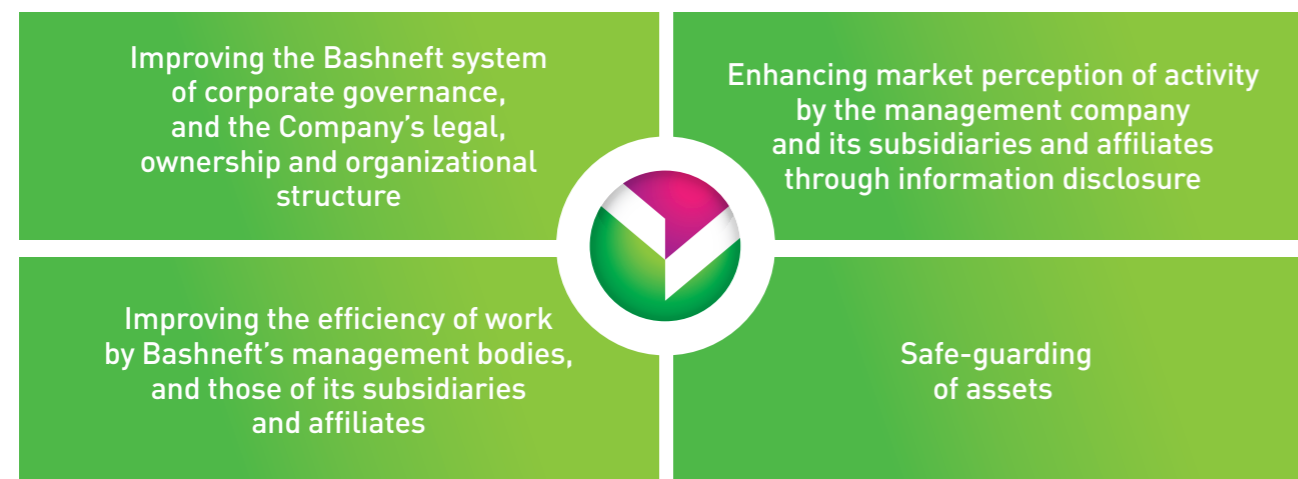 Improving the Bashneft system
of corporate governance,
and the Company’s legal,
ownership and organizational
structure
Enhancing market perception of activity
by the management company
and its subsidiaries and affiliates
through information disclosure
Improving the efficiency of work
by Bashneft’s management bodies,
and those of its subsidiaries
and affiliates
Safe-guarding
of assets